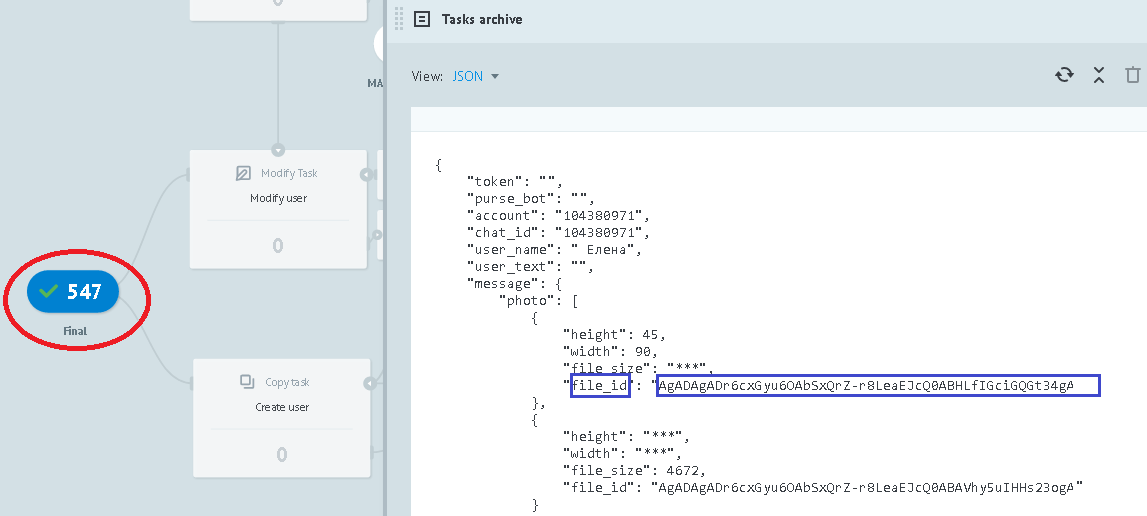 0
Tasks archive
View: JSON
MA
Modify Task
Modify user
0
547
Final
Copy task
Create user
0
{
"token": "",
"purse_bot": "",
"account": "104380971",
"chat_id": "104380971",
"user_name": " Елена",
"user_text": "",
"message": {
"photo": [
{
"height": 45,
"width": 90,
"file_size": "***",
"file_id": "AgADAgADr6cxGyu6OAbSxQrZ-r8LeaEJcQ0ABHLfIGciGQGt34gA
},
{
"height": "***",
"width": "***",
"file_size": 4672,
"file_id": "AgADAgADr6cxGyu6OAbSxQrZ-r8LeaEJcQ0ABAVhy5uIHHs23ogA"
}